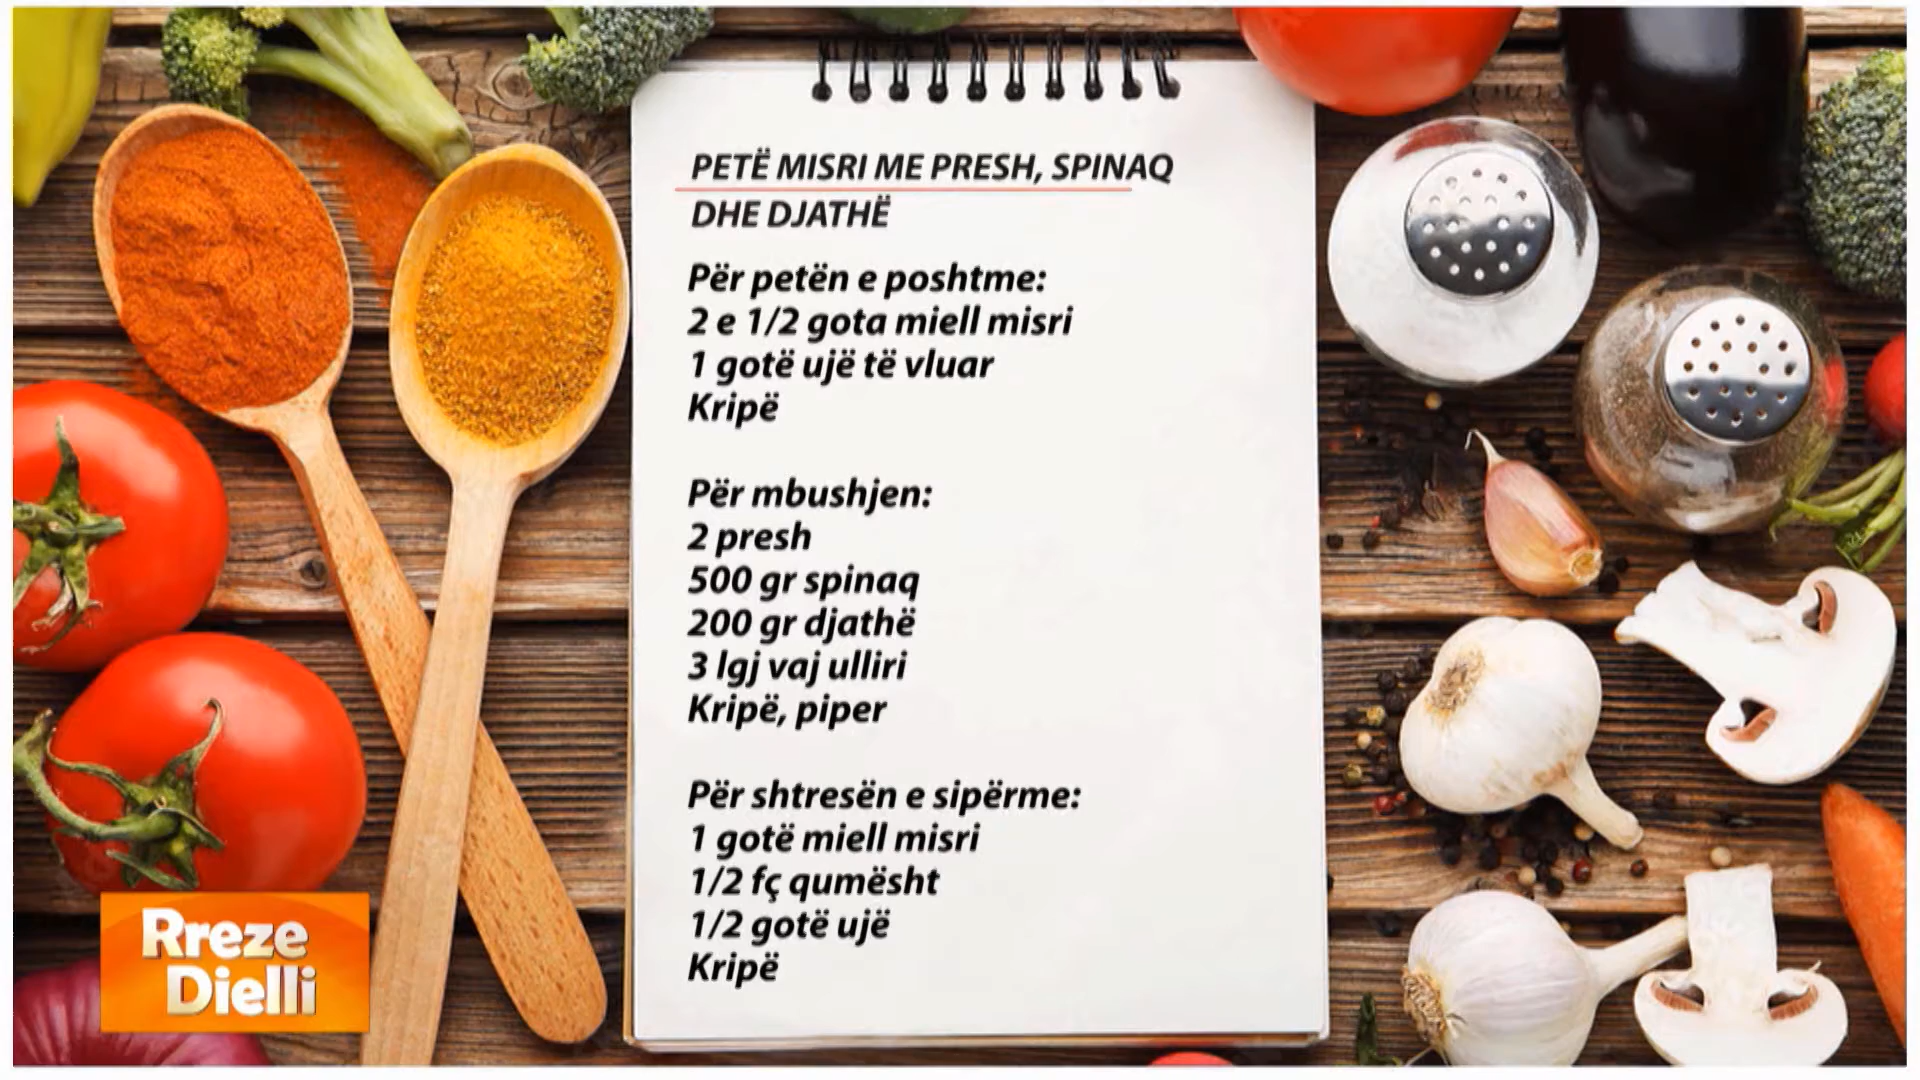 PETË MISRI ME PRESH, SPINAQ
DHE DJATHË
Për petën e poshtme:
2 e 1/2 gota miell misri
1 gotë ujë të vluar
Kripë
Për mbushjen:
2 presh
500 gr spinaq
200 gr djathë
3 lgj vaj ulliri
Kripë, piper
Për shtresën e sipërme:
1 gotë miell misri
1/2 fç qumësht
1/2 gotë ujë
Kripë
Rreze
Dielli